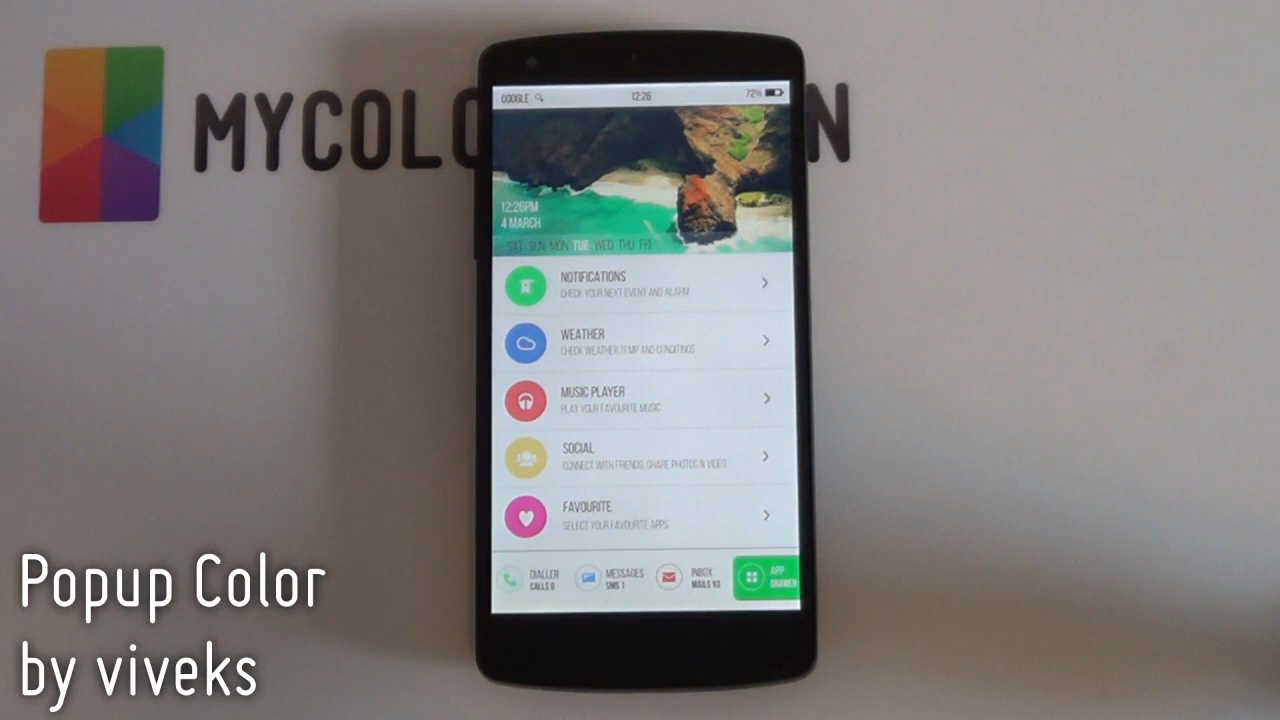 MYCOLO N
GOOGLE 12:26 72%
12:26PM
4 MARCH
SAT SUN MON TUE WED THU FRI
NOTIFICATIONS
CHECK YOUR NEXT EVENT AND ALARM
WEATHER
CHECK WEATHER,TEMP AND CONDITINOS
MUSIC PLAYER
PLAY YOUR FAVOURITE MUSIC
SOCIAL
CONNECT WITH FRIENDS, SHARE PHOTOS N VIDEO
FAVOURITE
SELECT YOUR FAVOURITE APPS
DIALLER MESSAGES INBOX APP
CALLS 0 SMS 1 MAILS 93 DRAWER
Popup Color
by viveks